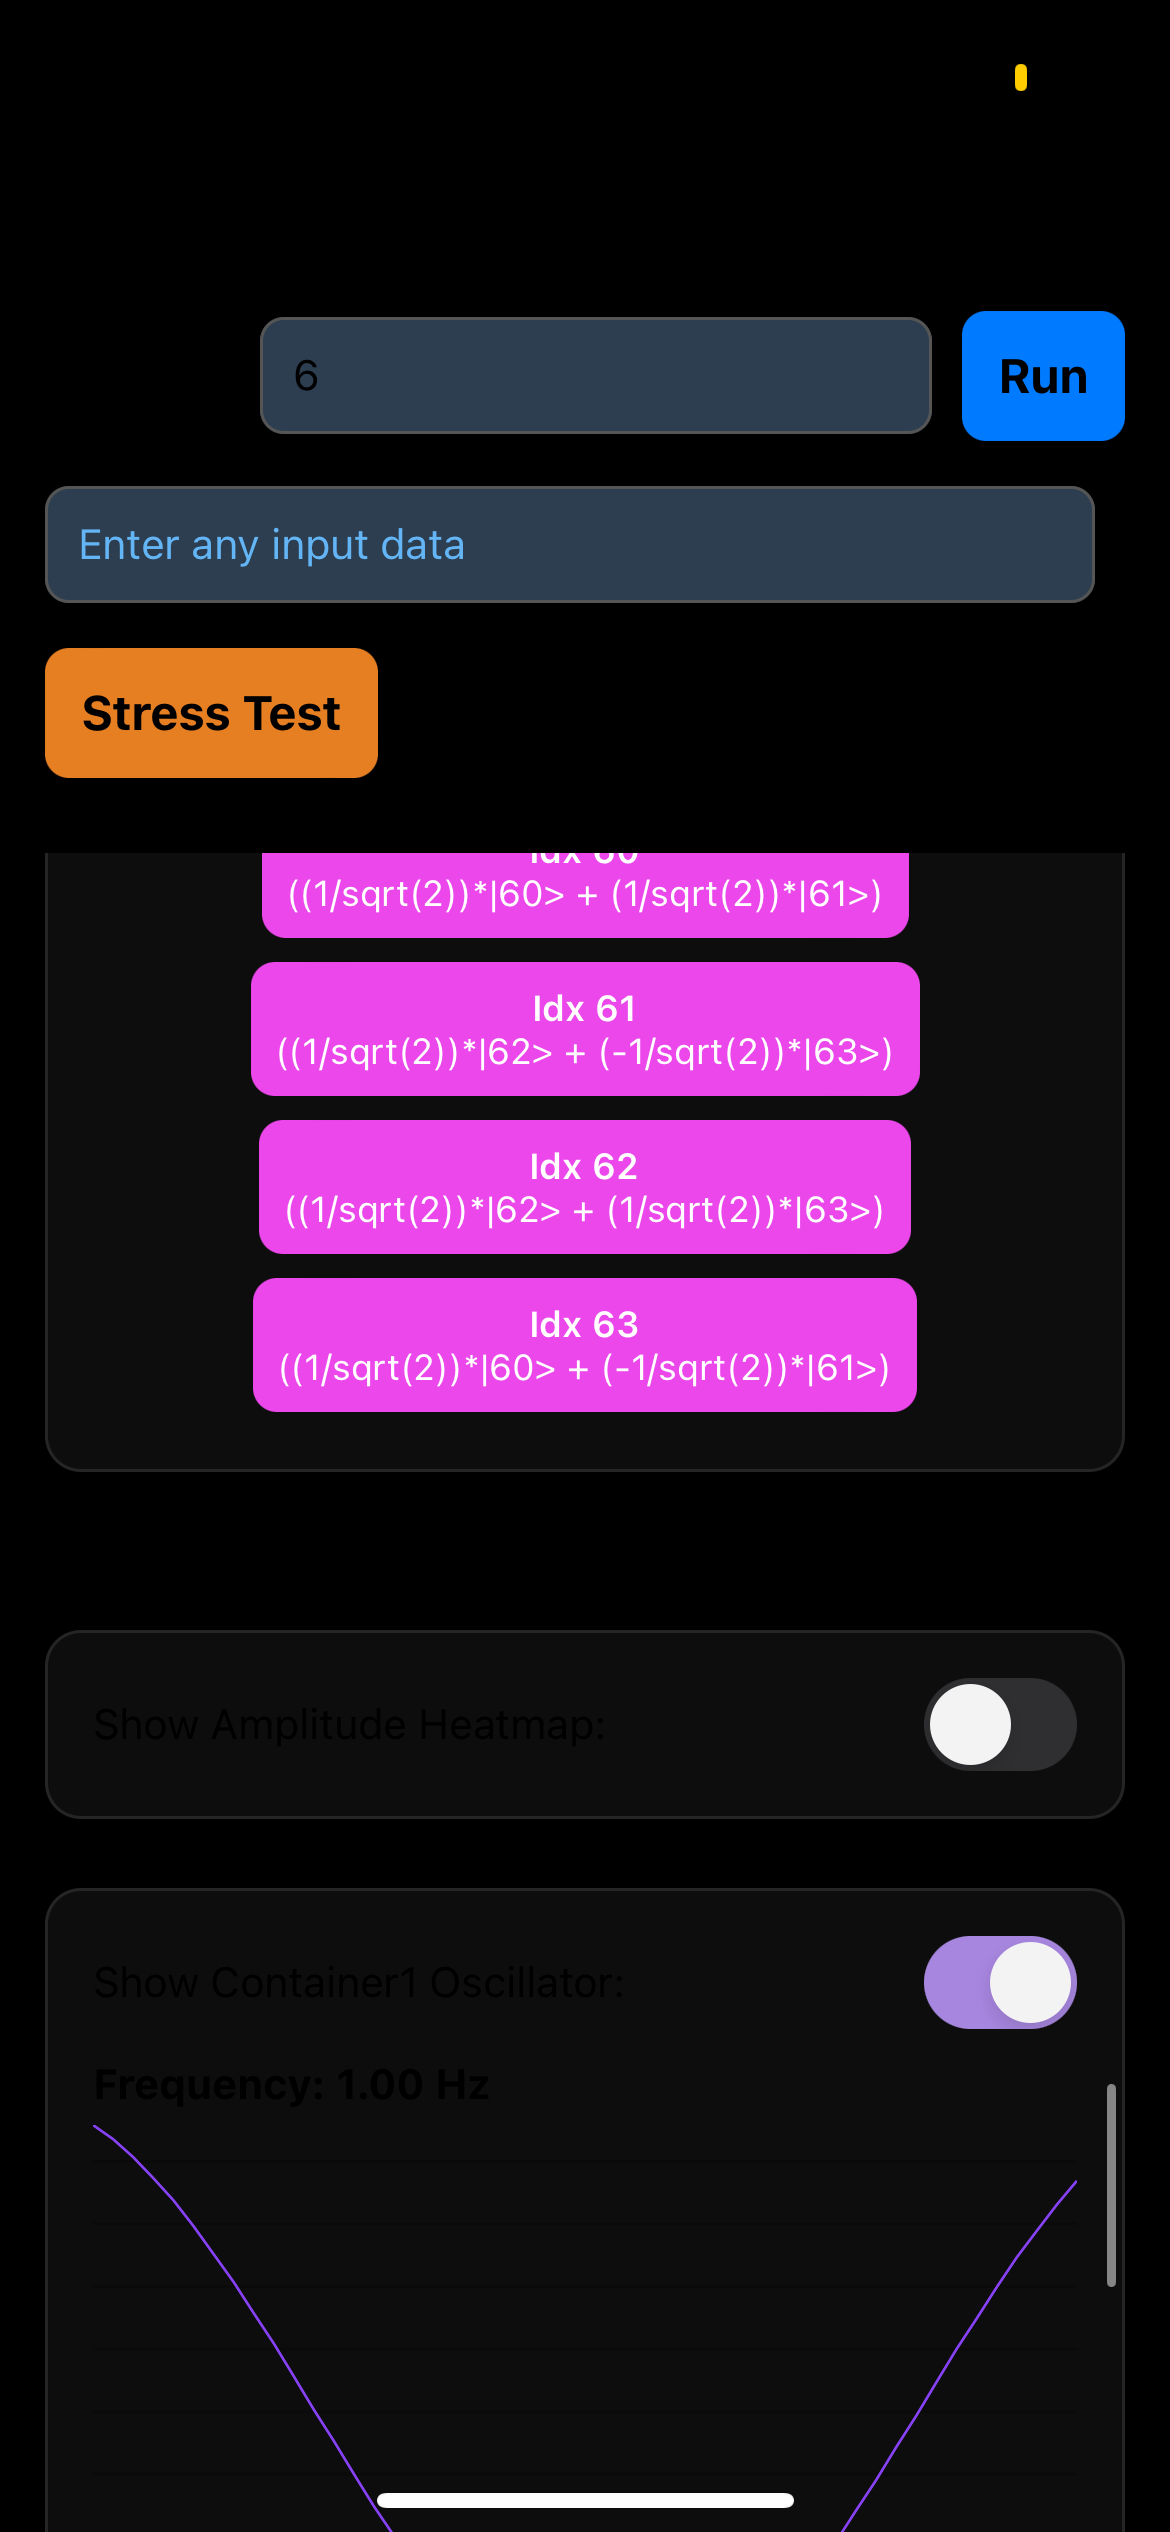 6
Run
Enter any input data
Stress Test
Idx 60
((1/sqrt(2))*|60> + (1/sqrt(2))*|61>)
Idx 61
((1/sqrt(2))*|62> + (-1/sqrt(2))*|63>)
Idx 62
((1/sqrt(2))*|62> + (1/sqrt(2))*|63>)
Idx 63
((1/sqrt(2))*|60> + (-1/sqrt(2))*|61>)
Show Amplitude Heatmap:
Show Container1 Oscillator:
Frequency: 1.00 Hz